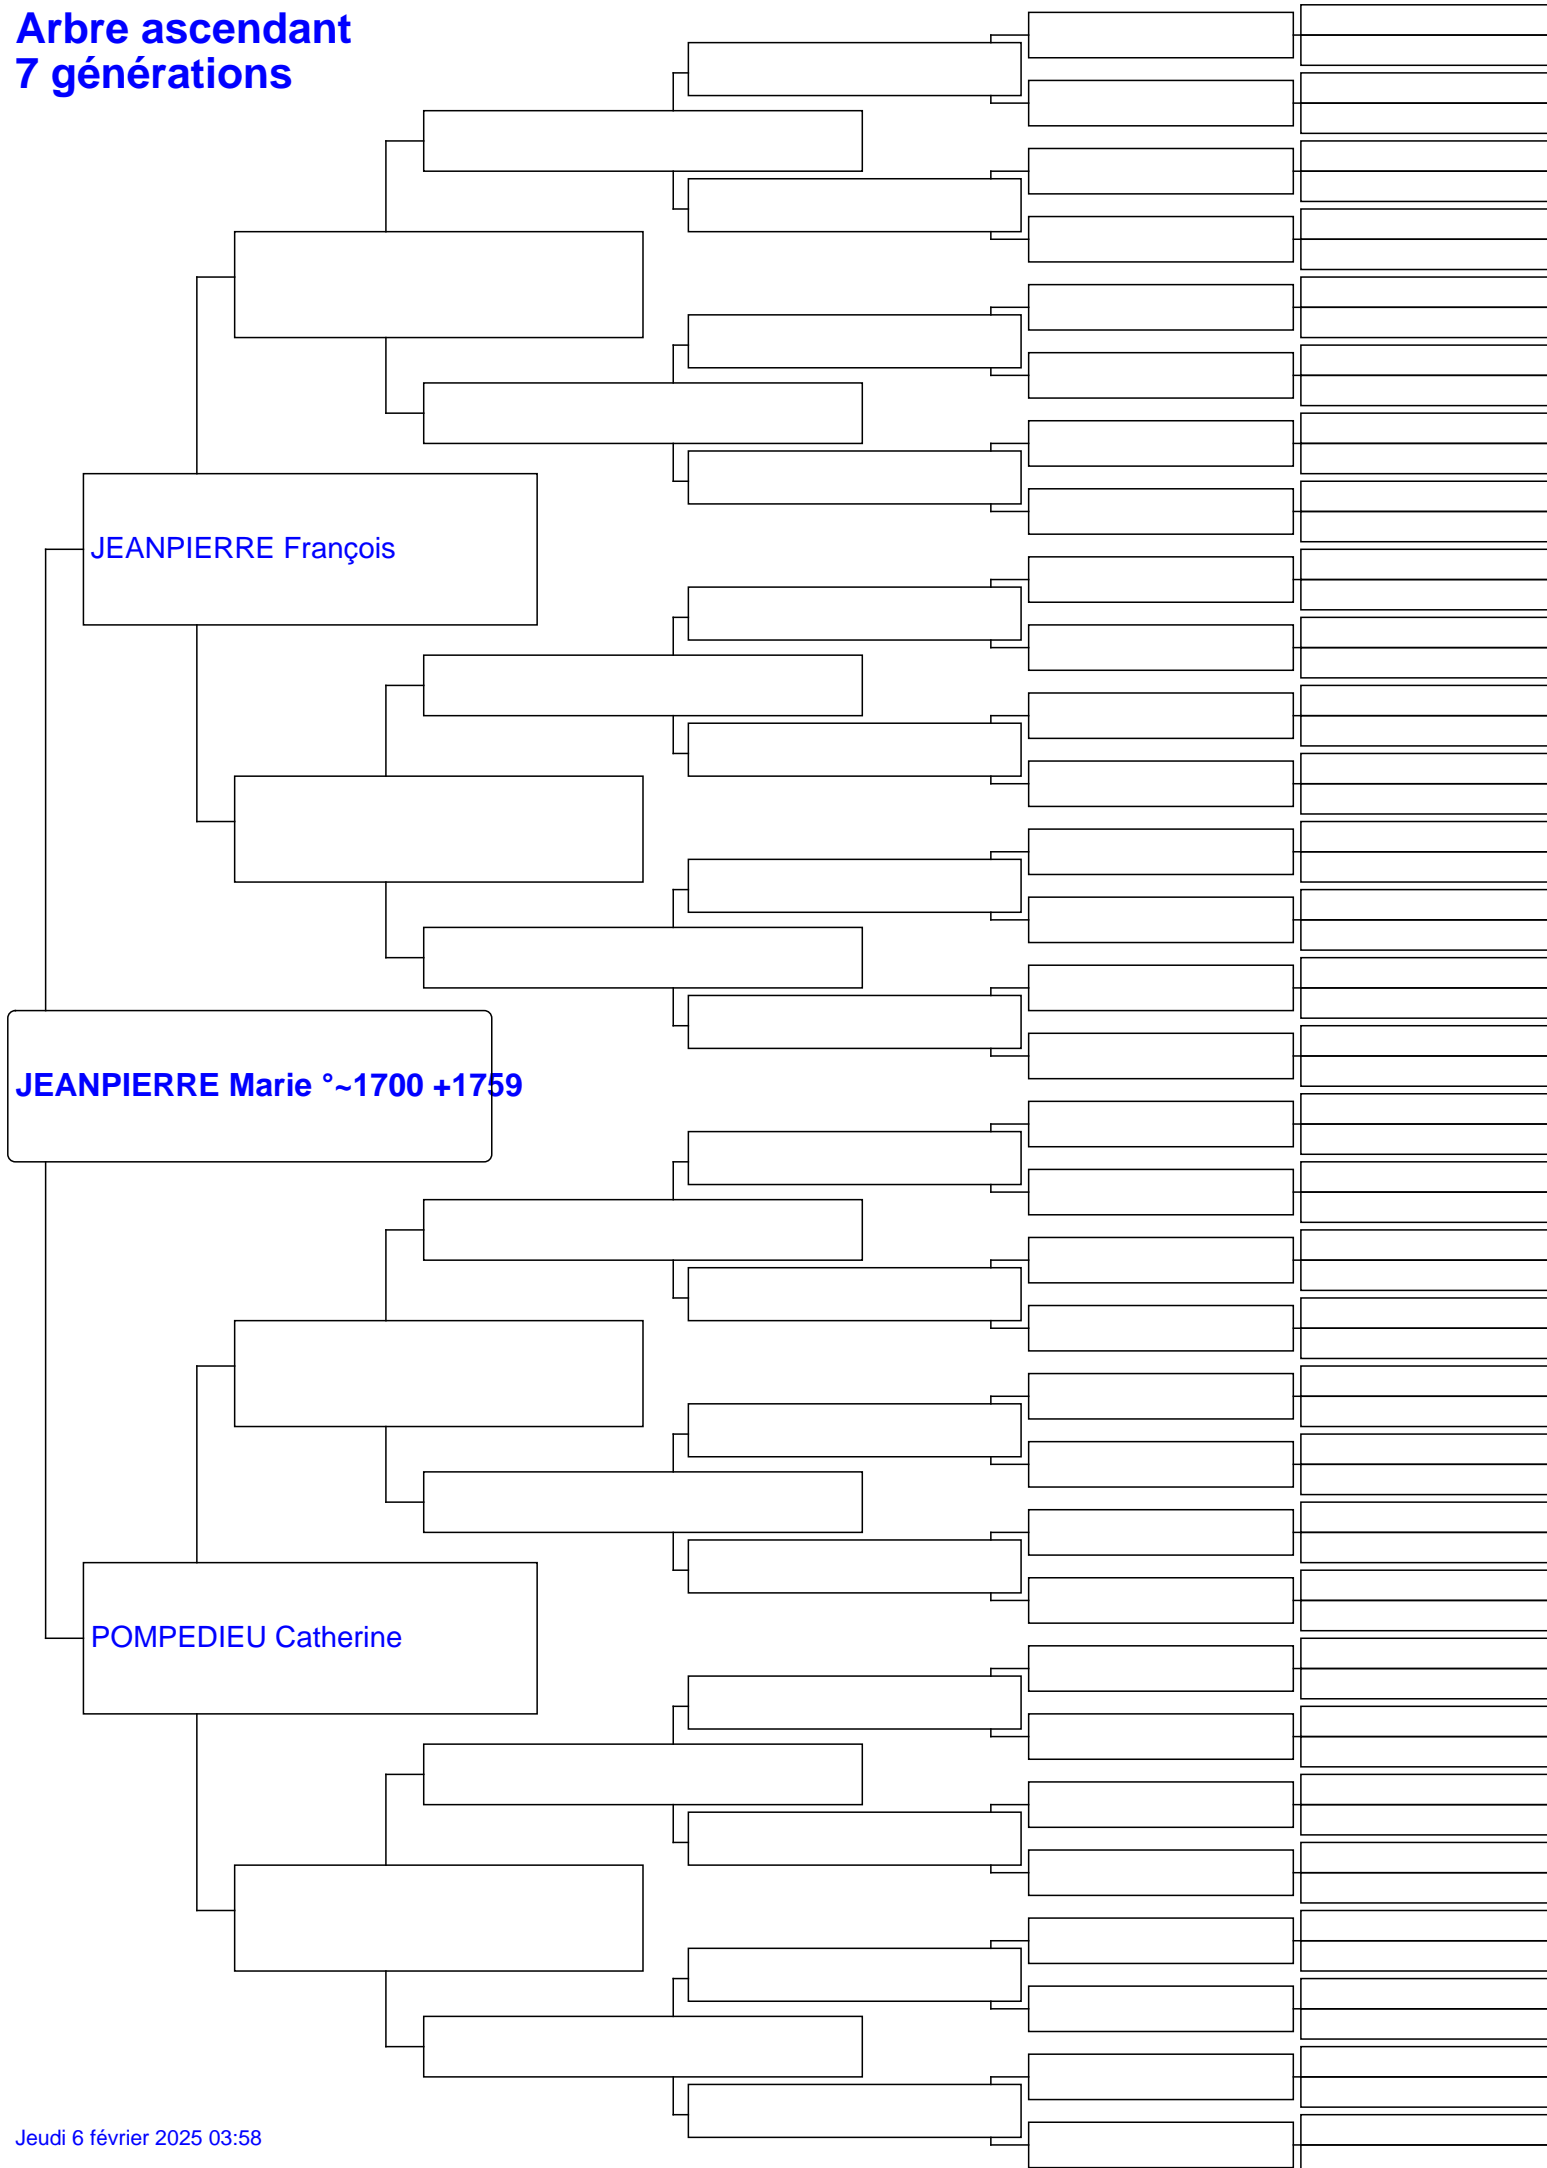 Arbre ascendant
7 générations
JEANPIERRE François
JEANPIERRE Marie °~1700 +1759
POMPEDIEU Catherine
Jeudi 6 février 2025 03:58